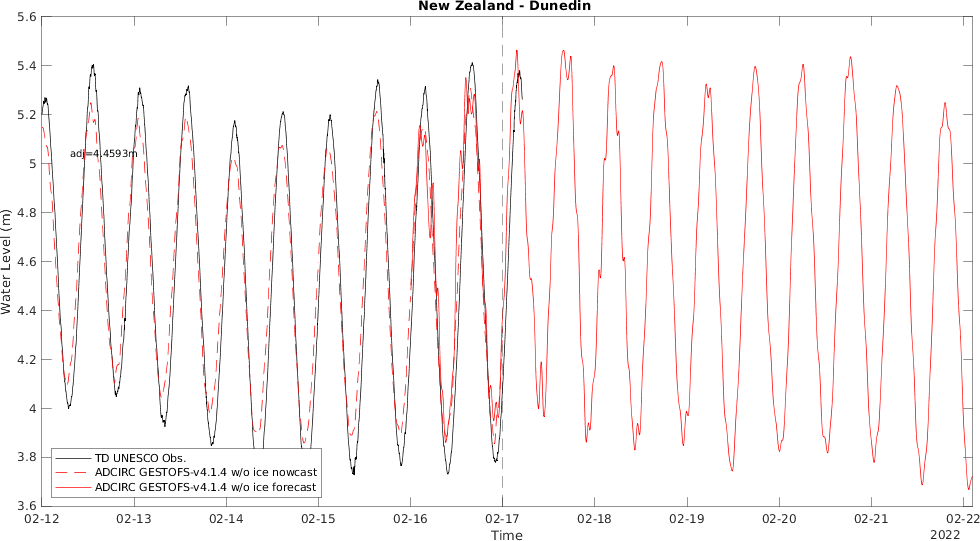 New Zealand - Dunedin
5.6
5.4
5.2
5
4.8
4.6
4.4
4.2
4
3.8
3.6
Water Level (m)
adj=4.4593m
TD UNESCO Obs.
ADCIRC GESTOFS-v4.1.4 w/o ice nowcast
ADCIRC GESTOFS-v4.1.4 w/o ice forecast
02-12 02-13 02-14 02-15 02-16 02-17 02-18 02-19 02-20 02-21 02-22
Time
2022